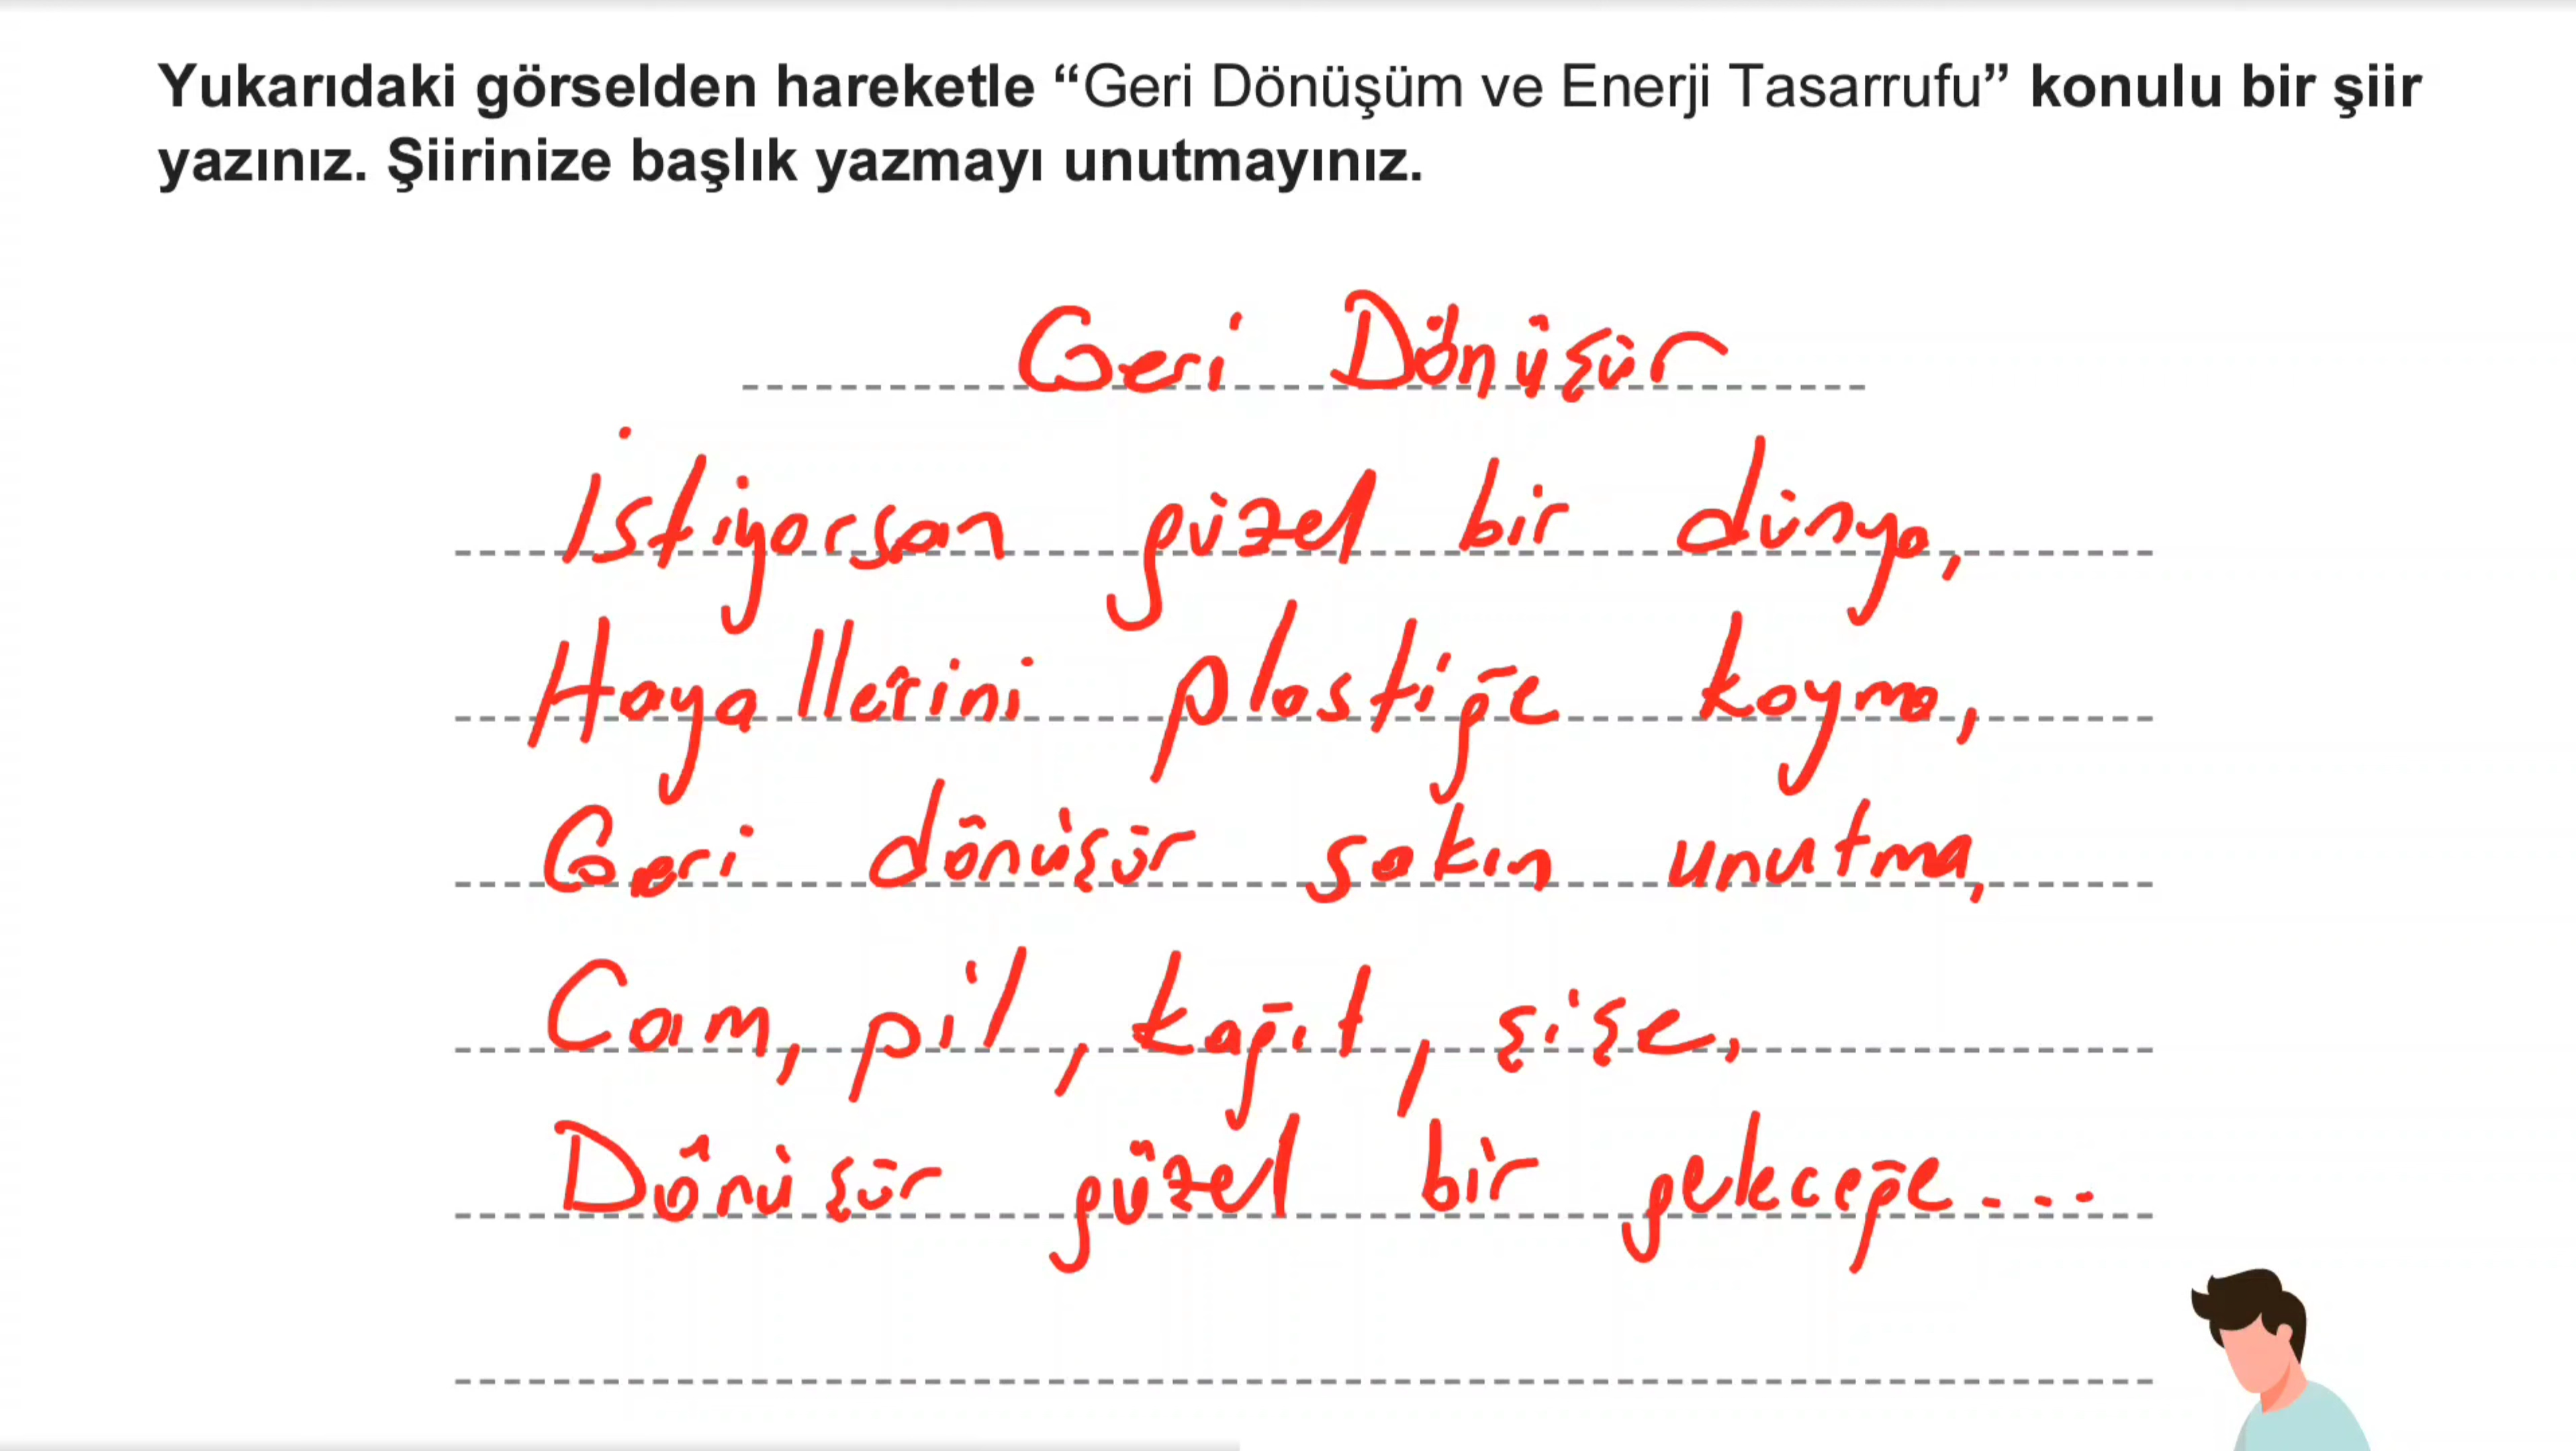 Yukarıdaki görselden hareketle “Geri Dönüşüm ve Enerji Tasarrufu” konulu bir şiir
yazınız. Şiirinize başlık yazmayı unutmayınız.
Geri Dönüşür
İstiyorsan güzel bir dünya,
Hayallerini plastiğe koyma,
Geri dönüşür sakın unutma,
Cam, pil, kağıt, şişe,
Dönüşür güzel bir geleceğe...